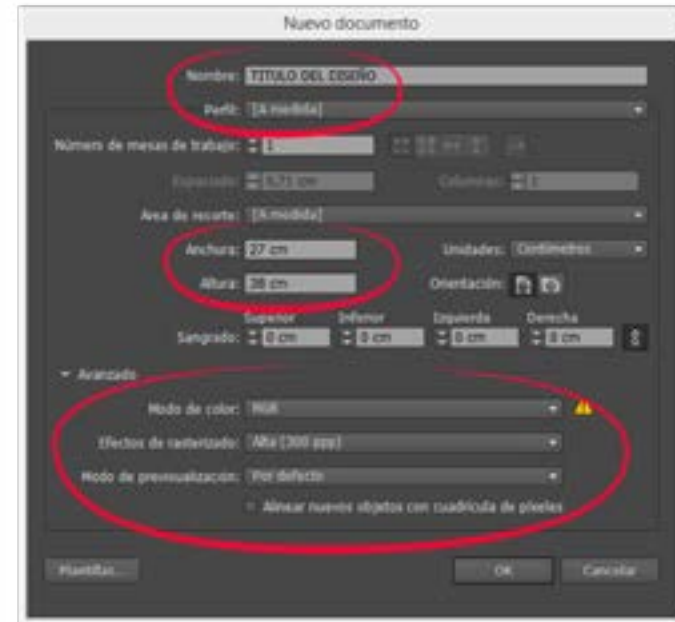 Nuevo documento
Nombre: TITULO DEL DISEÑO
Perfil: [A medida]
Número de mesas de trabajo: 1
Espaciado: 0,71 cm Columnas: 1
Área de recorte: [A medida]
Anchura: 27 cm Unidades: Centímetros
Altura: 38 cm Orientación:
Superior Inferior Izquierda Derecha
Sangrado: 0 cm 0 cm 0 cm 0 cm
Avanzado
Modo de color: RGB
Efectos de rasterizado: Alta (300 ppp)
Modo de previsualización: Por defecto
Alinear nuevos objetos con cuadrícula de píxeles
Plantillas... OK Cancelar